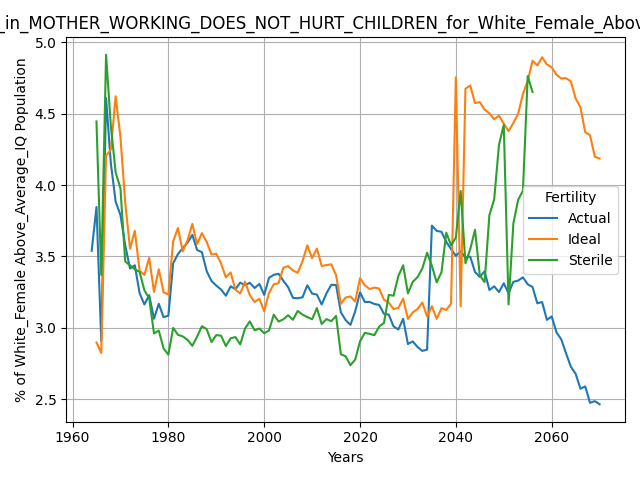 _in_MOTHER_WORKING_DOES_NOT_HURT_CHILDREN_for_White_Female_Abov
% of White_Female Above_Average_IQ Population
5.0
4.5
4.0
3.5
3.0
2.5
Fertility
Actual
Ideal
Sterile
1960 1980 2000 2020 2040 2060
Years